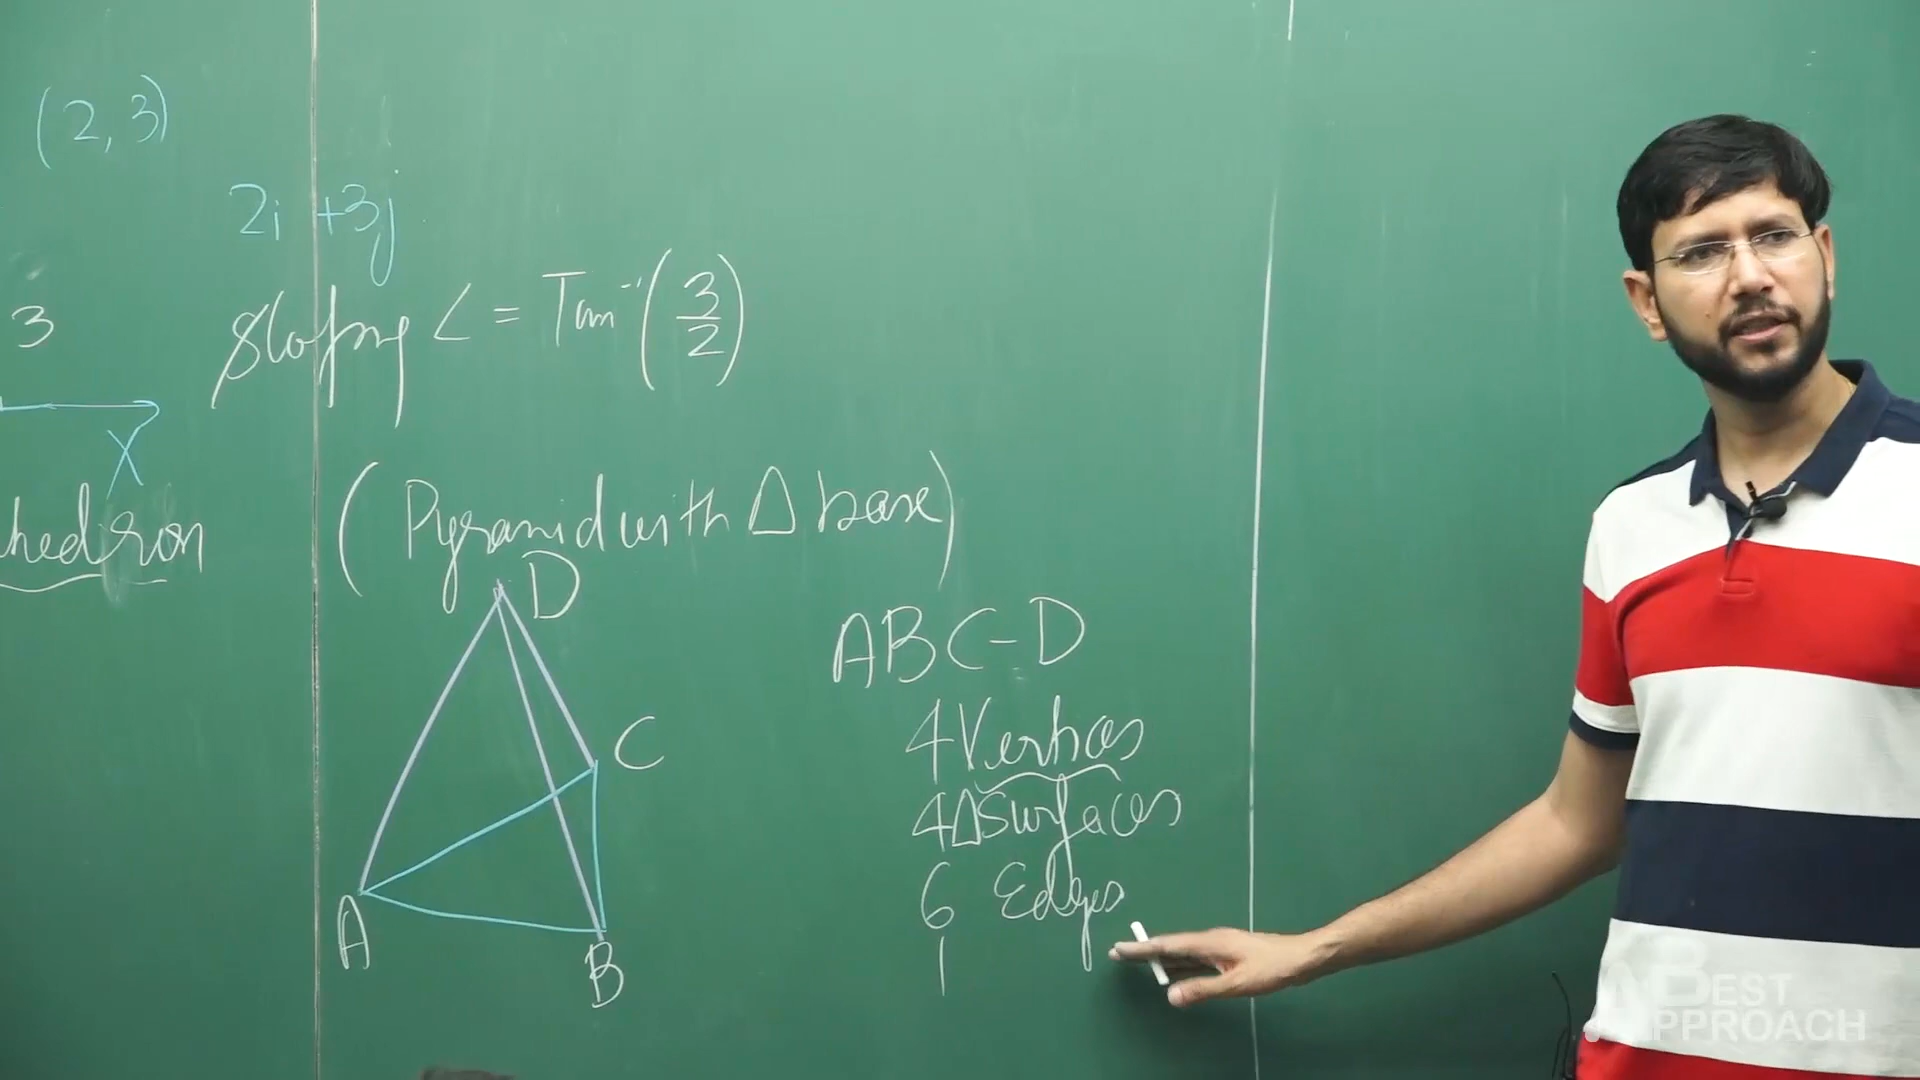 (2, 3)
2i + 3j
Sloping ∠ = Tan⁻¹(3/2)
3
X
hedron
(Pyramid with Δ base)
D
C
A
B
ABC-D
4 Vertices
4 Δ Surfaces
6 Edges
1
BEST
APPROACH